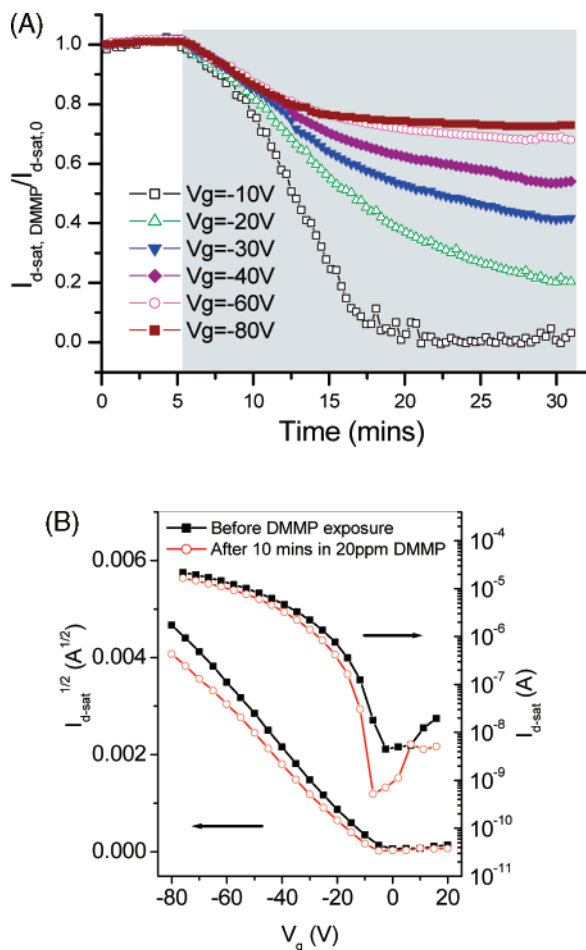 (A)
I d-sat, DMMP/I d-sat,0
1.0
0.8
0.6
0.4
0.2
0.0
Vg=-10V
Vg=-20V
Vg=-30V
Vg=-40V
Vg=-60V
Vg=-80V
0 5 10 15 20 25 30
Time (mins)
(B)
Before DMMP exposure
After 10 mins in 20ppm DMMP
I d-sat 1/2 (A1/2)
0.006
0.004
0.002
0.000
10-4
10-5
10-6
10-7
10-8
10-9
10-10
10-11
I d-sat (A)
-80 -60 -40 -20 0 20
Vg (V)